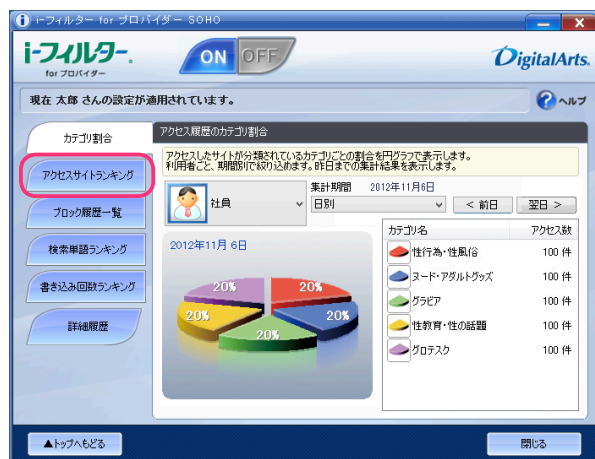 i-フィルター for プロバイダー SOHO
i-フィルター.
for プロバイダー
ON OFF
DigitalArts.
現在 太郎 さんの設定が適用されています。
ヘルプ
カテゴリ割合
アクセスサイトランキング
ブロック履歴一覧
検索単語ランキング
書き込み回数ランキング
詳細履歴
アクセス履歴のカテゴリ割合
アクセスしたサイトが分類されているカテゴリごとの割合を円グラフで表示します。
利用者ごと、期間別で絞り込めます。昨日までの集計結果を表示します。
社員
集計期間 2012年11月6日
日別 < 前日 翌日 >
2012年11月 6日
20% 20%
20% 20%
20%
カテゴリ名 アクセス数
性行為・性風俗 100 件
ヌード・アダルトグッズ 100 件
グラビア 100 件
性教育・性の話題 100 件
グロテスク 100 件
▲トップへもどる
閉じる